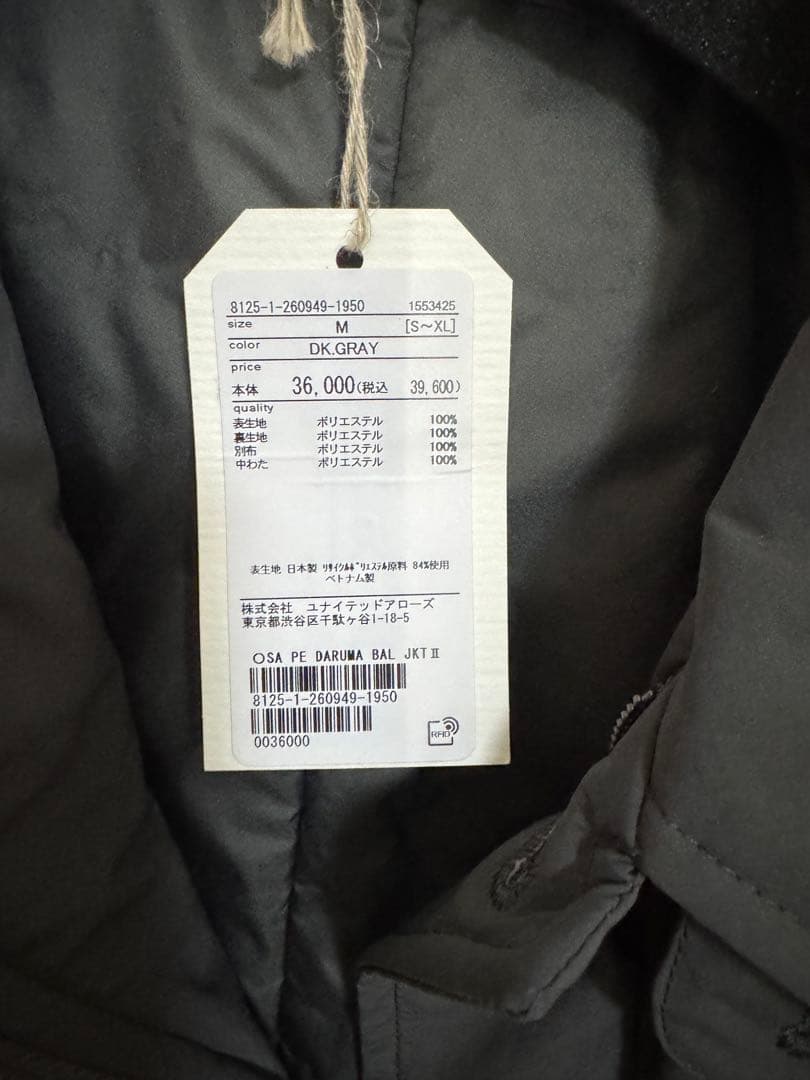 8125-1-260949-1950 1553425
size M [S～XL]
color DK.GRAY
price
本体 36,000(税込 39,600)
quality
表生地 ポリエステル 100%
裏生地 ポリエステル 100%
別布 ポリエステル 100%
中わた ポリエステル 100%
表生地 日本製 ﾘｻｲｸﾙﾎﾟﾘｴｽﾃﾙ原料 84%使用
ベトナム製
株式会社 ユナイテッドアローズ
東京都渋谷区千駄ヶ谷1-18-5
OSA PE DARUMA BAL JKTⅡ
8125-1-260949-1950
0036000
RFID